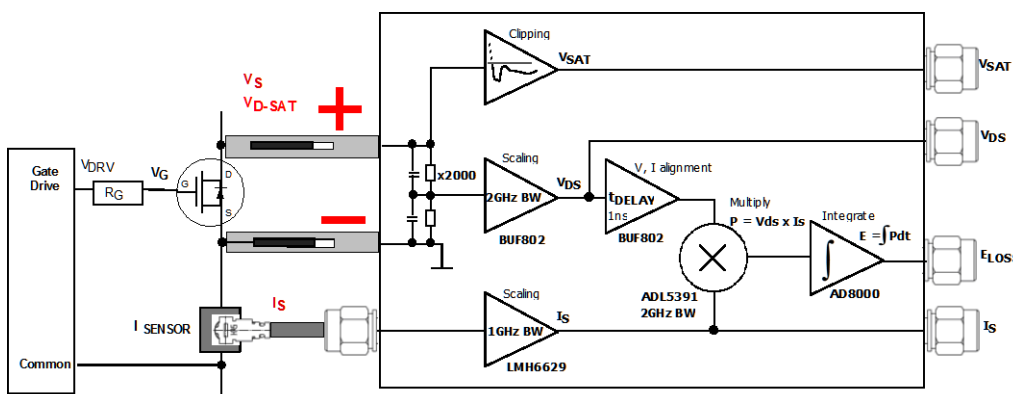 Clipping
VSAT
VSAT
VS
VD-SAT
VDS
Gate
Drive
VDRV
VG
RG
G
D
S
x2000
Scaling
2GHz BW
BUF802
VDS
V, I alignment
tDELAY
1ns
BUF802
Multiply
P = Vds x Is
Integrate
E = ∫Pdt
∫
AD8000
ELOSS
ADL5391
2GHz BW
IS
I SENSOR
Scaling
1GHz BW
LMH6629
IS
IS
Common